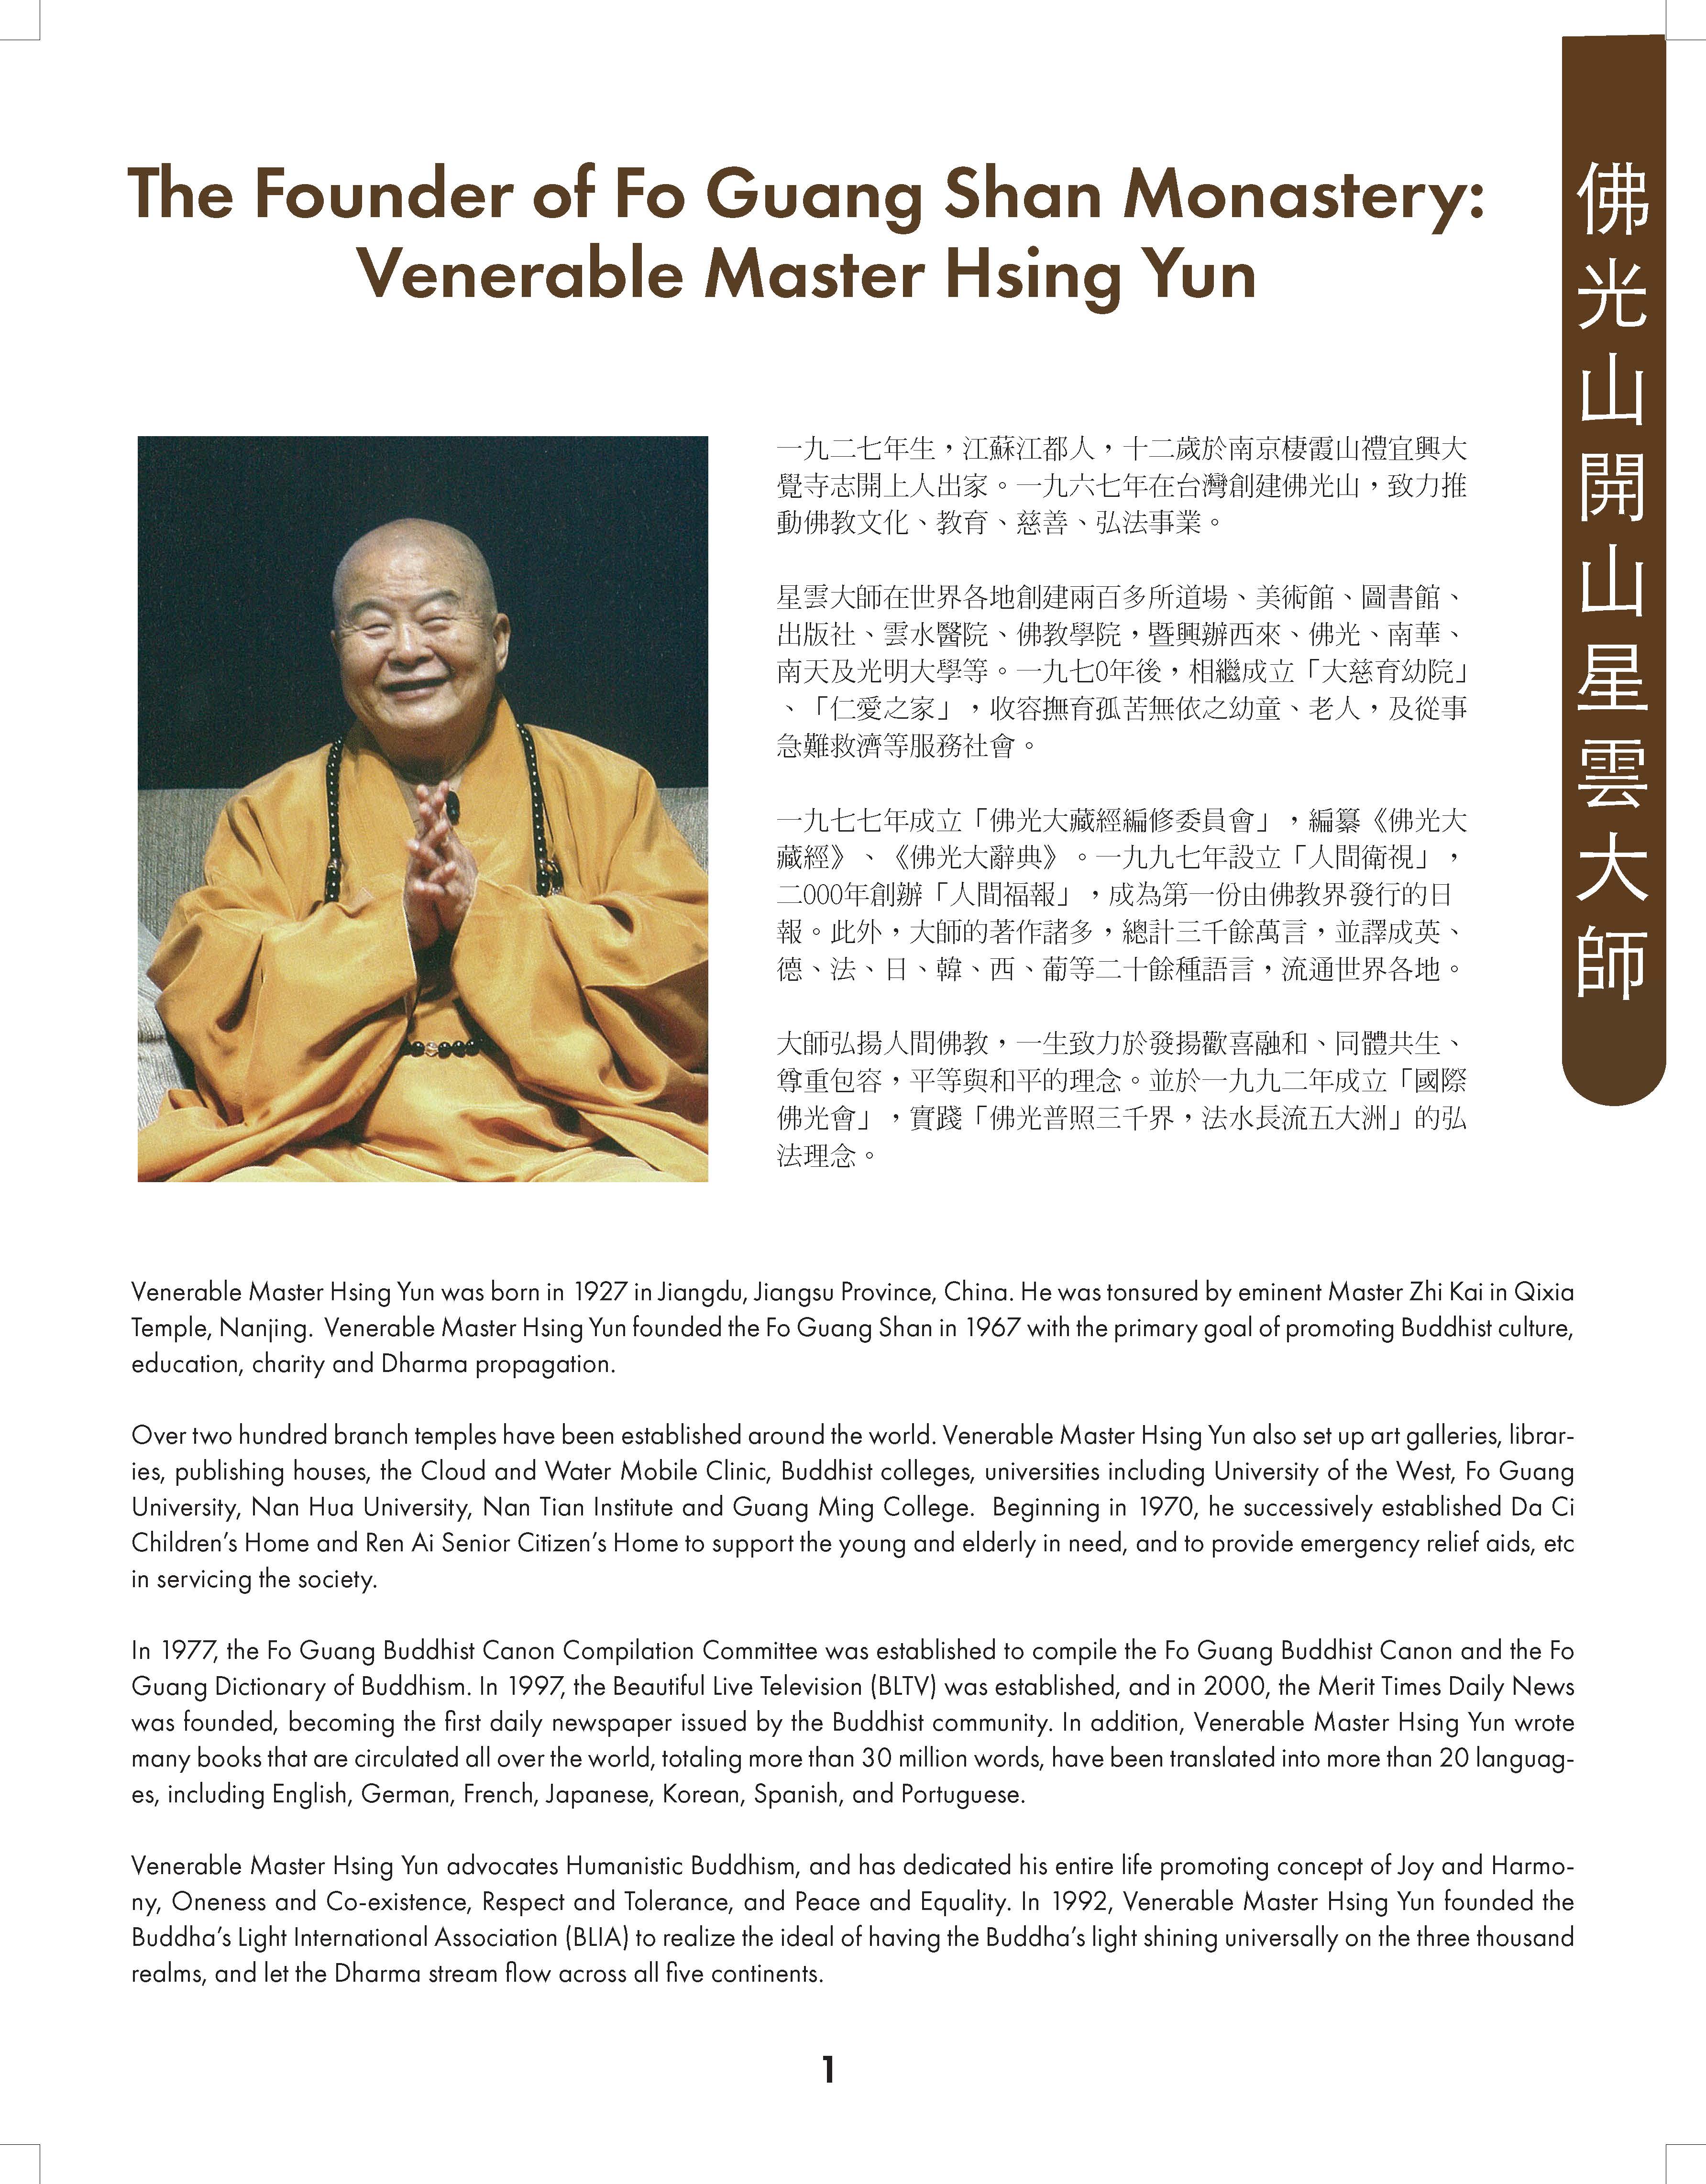 The Founder of Fo Guang Shan Monastery:
Venerable Master Hsing Yun
佛光山開山星雲大師
一九二七年生，江蘇江都人，十二歲於南京棲霞山禮宜興大
覺寺志開上人出家。一九六七年在台灣創建佛光山，致力推
動佛教文化、教育、慈善、弘法事業。
星雲大師在世界各地創建兩百多所道場、美術館、圖書館、
出版社、雲水醫院、佛教學院，暨興辦西來、佛光、南華、
南天及光明大學等。一九七0年後，相繼成立「大慈育幼院」
、「仁愛之家」，收容撫育孤苦無依之幼童、老人，及從事
急難救濟等服務社會。
一九七七年成立「佛光大藏經編修委員會」，編纂《佛光大
藏經》、《佛光大辭典》。一九九七年設立「人間衛視」，
二000年創辦「人間福報」，成為第一份由佛教界發行的日
報。此外，大師的著作諸多，總計三千餘萬言，並譯成英、
德、法、日、韓、西、葡等二十餘種語言，流通世界各地。
大師弘揚人間佛教，一生致力於發揚歡喜融和、同體共生、
尊重包容，平等與和平的理念。並於一九九二年成立「國際
佛光會」，實踐「佛光普照三千界，法水長流五大洲」的弘
法理念。
Venerable Master Hsing Yun was born in 1927 in Jiangdu, Jiangsu Province, China. He was tonsured by eminent Master Zhi Kai in Qixia
Temple, Nanjing. Venerable Master Hsing Yun founded the Fo Guang Shan in 1967 with the primary goal of promoting Buddhist culture,
education, charity and Dharma propagation.
Over two hundred branch temples have been established around the world. Venerable Master Hsing Yun also set up art galleries, librar-
ies, publishing houses, the Cloud and Water Mobile Clinic, Buddhist colleges, universities including University of the West, Fo Guang
University, Nan Hua University, Nan Tian Institute and Guang Ming College. Beginning in 1970, he successively established Da Ci
Children’s Home and Ren Ai Senior Citizen’s Home to support the young and elderly in need, and to provide emergency relief aids, etc
in servicing the society.
In 1977, the Fo Guang Buddhist Canon Compilation Committee was established to compile the Fo Guang Buddhist Canon and the Fo
Guang Dictionary of Buddhism. In 1997, the Beautiful Live Television (BLTV) was established, and in 2000, the Merit Times Daily News
was founded, becoming the first daily newspaper issued by the Buddhist community. In addition, Venerable Master Hsing Yun wrote
many books that are circulated all over the world, totaling more than 30 million words, have been translated into more than 20 languag-
es, including English, German, French, Japanese, Korean, Spanish, and Portuguese.
Venerable Master Hsing Yun advocates Humanistic Buddhism, and has dedicated his entire life promoting concept of Joy and Harmo-
ny, Oneness and Co-existence, Respect and Tolerance, and Peace and Equality. In 1992, Venerable Master Hsing Yun founded the
Buddha’s Light International Association (BLIA) to realize the ideal of having the Buddha’s light shining universally on the three thousand
realms, and let the Dharma stream flow across all five continents.
1